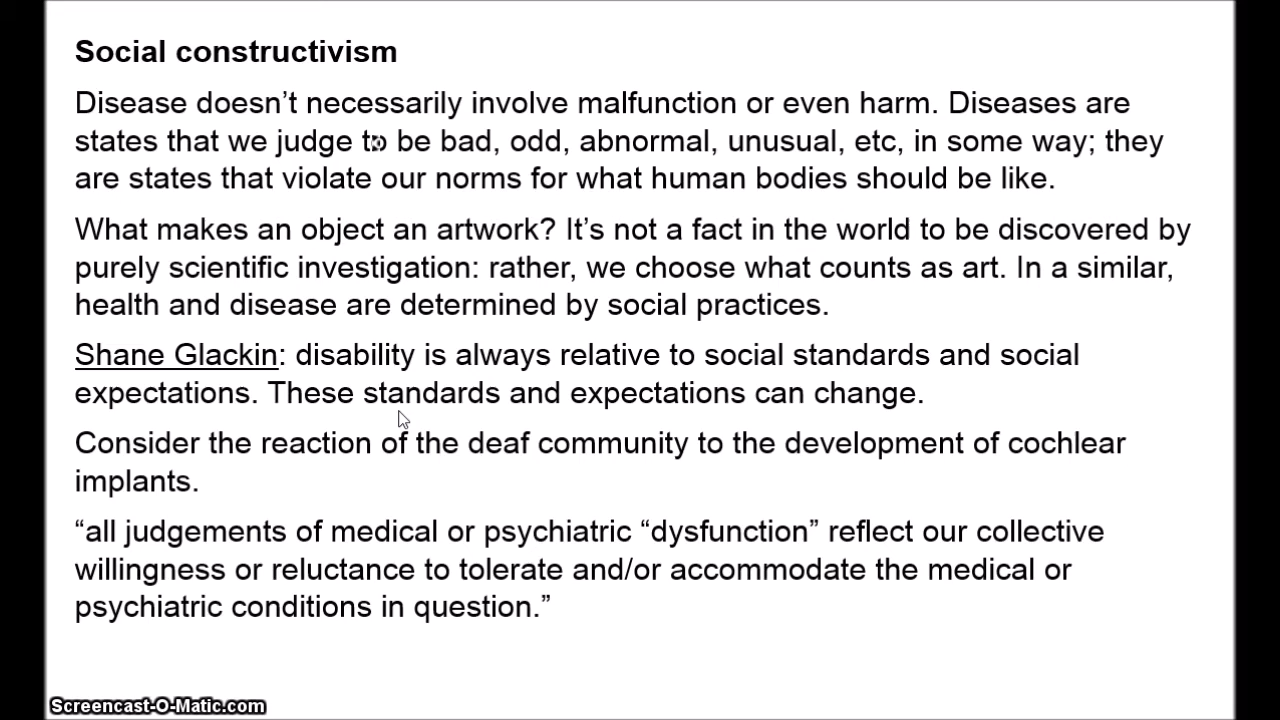 Social constructivism
Disease doesn’t necessarily involve malfunction or even harm. Diseases are
states that we judge to be bad, odd, abnormal, unusual, etc, in some way; they
are states that violate our norms for what human bodies should be like.
What makes an object an artwork? It’s not a fact in the world to be discovered by
purely scientific investigation: rather, we choose what counts as art. In a similar,
health and disease are determined by social practices.
Shane Glackin: disability is always relative to social standards and social
expectations. These standards and expectations can change.
Consider the reaction of the deaf community to the development of cochlear
implants.
“all judgements of medical or psychiatric “dysfunction” reflect our collective
willingness or reluctance to tolerate and/or accommodate the medical or
psychiatric conditions in question.”
Screencast-O-Matic.com